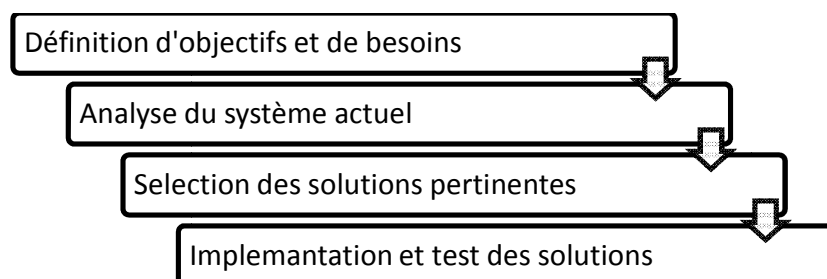 Définition d'objectifs et de besoins
Analyse du système actuel
Selection des solutions pertinentes
Implemantation et test des solutions